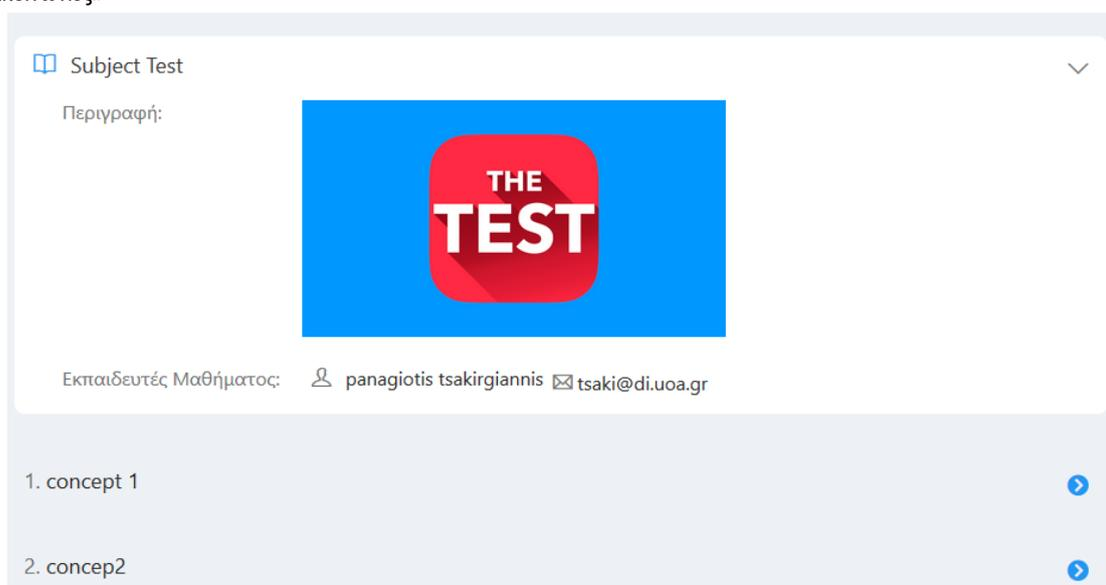 Subject Test
Περιγραφή:
THE
TEST
Εκπαιδευτές Μαθήματος: panagiotis tsakirgiannis tsaki@di.uoa.gr
1. concept 1
2. concep2